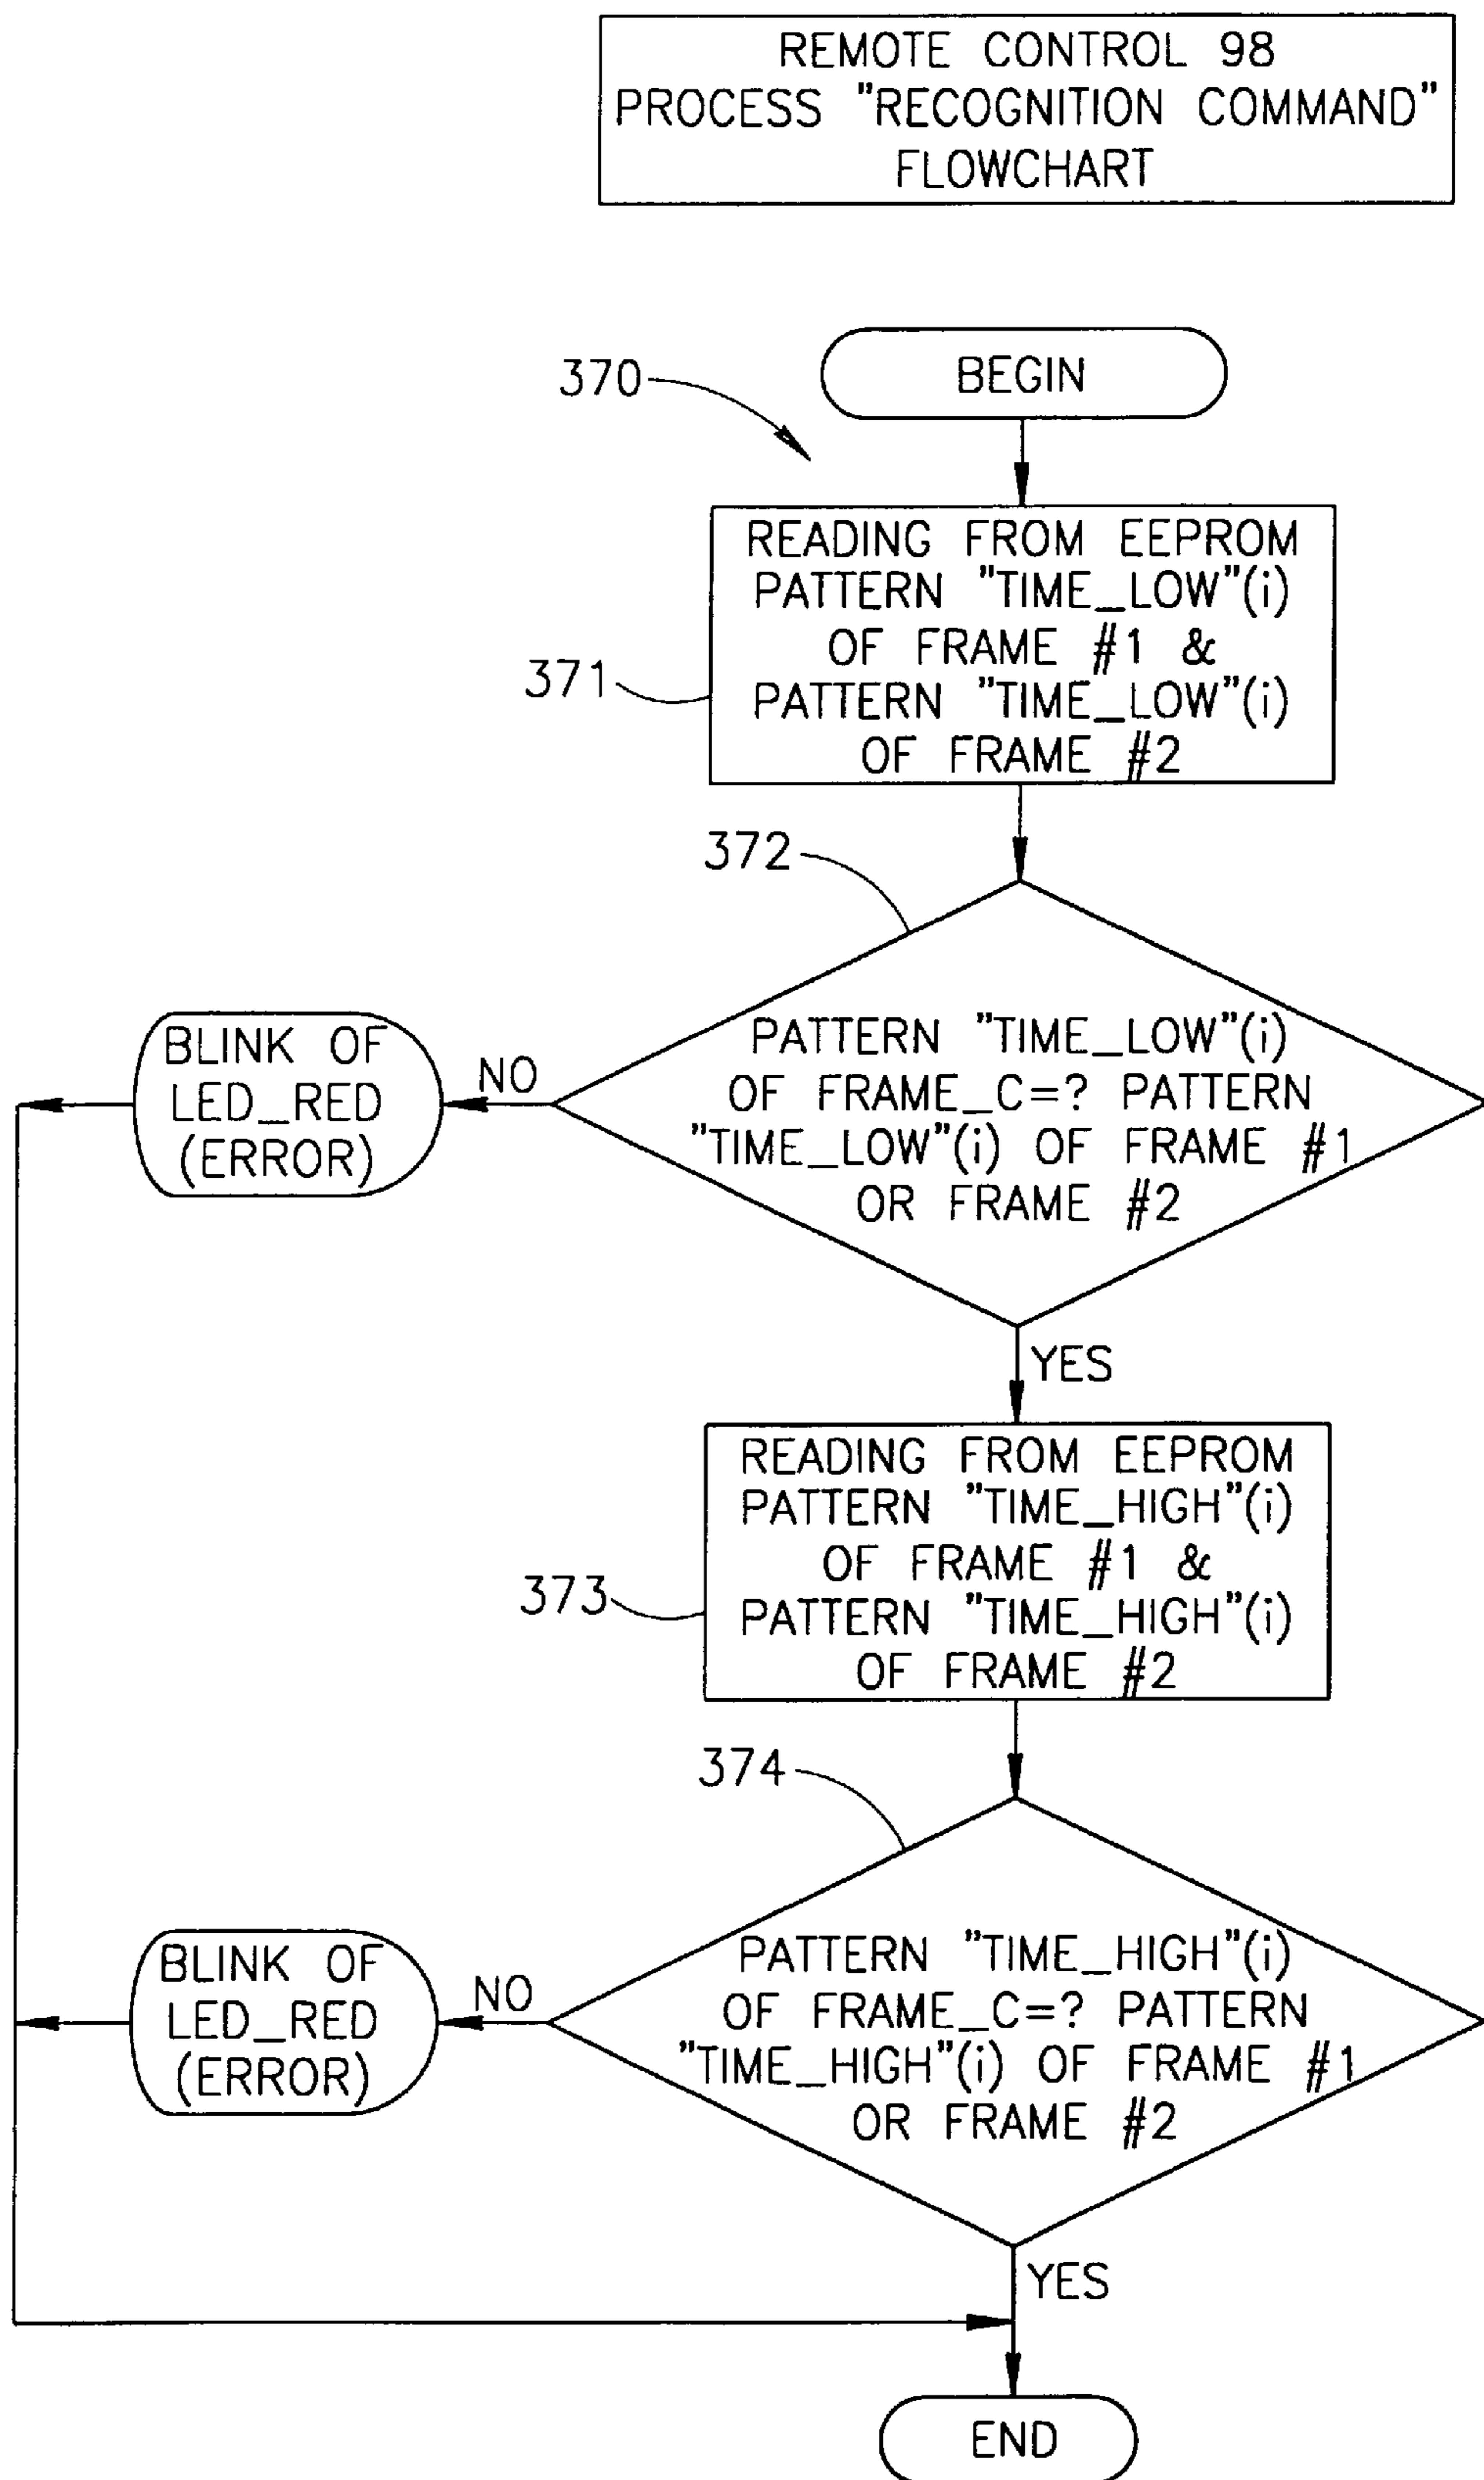 REMOTE CONTROL 98
PROCESS "RECOGNITION COMMAND"
FLOWCHART
370
BEGIN
READING FROM EEPROM
PATTERN "TIME_LOW"(i)
OF FRAME #1 &
PATTERN "TIME_LOW"(i)
OF FRAME #2
371
372
PATTERN "TIME_LOW"(i)
OF FRAME_C=? PATTERN
"TIME_LOW"(i) OF FRAME #1
OR FRAME #2
NO
BLINK OF
LED_RED
(ERROR)
YES
READING FROM EEPROM
PATTERN "TIME_HIGH"(i)
OF FRAME #1 &
PATTERN "TIME_HIGH"(i)
OF FRAME #2
373
374
PATTERN "TIME_HIGH"(i)
OF FRAME_C=? PATTERN
"TIME_HIGH"(i) OF FRAME #1
OR FRAME #2
NO
BLINK OF
LED_RED
(ERROR)
YES
END